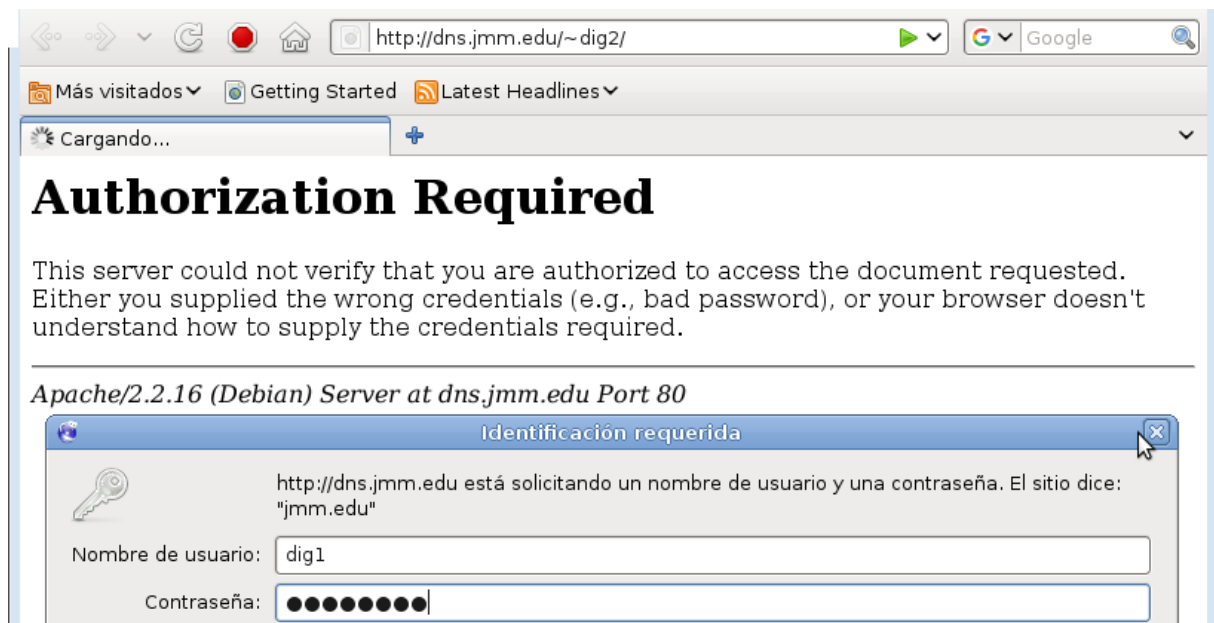 http://dns.jmm.edu/~dig2/
G Google
Más visitados Getting Started Latest Headlines
Cargando...
Authorization Required
This server could not verify that you are authorized to access the document requested.
Either you supplied the wrong credentials (e.g., bad password), or your browser doesn't
understand how to supply the credentials required.
Apache/2.2.16 (Debian) Server at dns.jmm.edu Port 80
Identificación requerida
http://dns.jmm.edu está solicitando un nombre de usuario y una contraseña. El sitio dice:
"jmm.edu"
Nombre de usuario: dig1
Contraseña: ●●●●●●●●